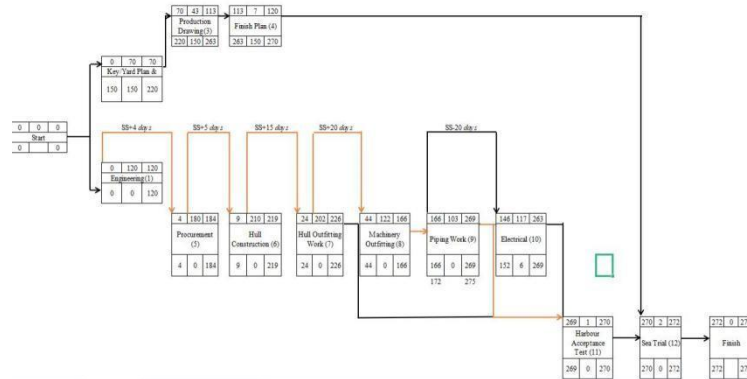 70 43 113
Production
Drawing(3)
220 150 263
113 7 120
Finish Plan (4)
263 150 270
0 70 70
Key/Yard Plan &
150 150 220
0 0 0
Start
0 0
SS+4 days
SS+5 days
SS+15 days
SS+20 days
SS-20 days
0 120 120
Engineering (1)
0 0 120
4 180 184
Procurement
(5)
4 0 184
9 210 219
Hull
Construction (6)
9 0 219
24 202 226
Hull Outfitting
Work (7)
24 0 226
44 122 166
Machinery
Outfitting (8)
44 0 166
166 103 269
Piping Work (9)
166 0 269
172 275
146 117 263
Electrical (10)
152 6 269
269 1 270
Harbour
Acceptance
Test (11)
269 0 270
270 2 272
Sea Trial (12)
270 0 272
272 0
Finish
272